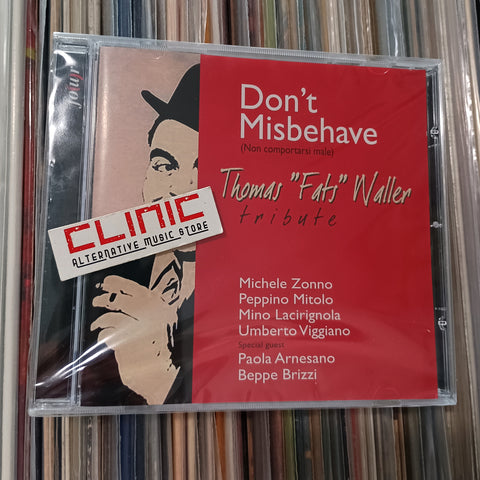 four
Don't
Misbehave
(Non comportarsi male)
Thomas "Fats" Waller
tribute
CLINIC
ALTERNATIVE MUSIC STORE
Michele Zonno
Peppino Mitolo
Mino Lacirignola
Umberto Viggiano
Special guest
Paola Arnesano
Beppe Brizzi